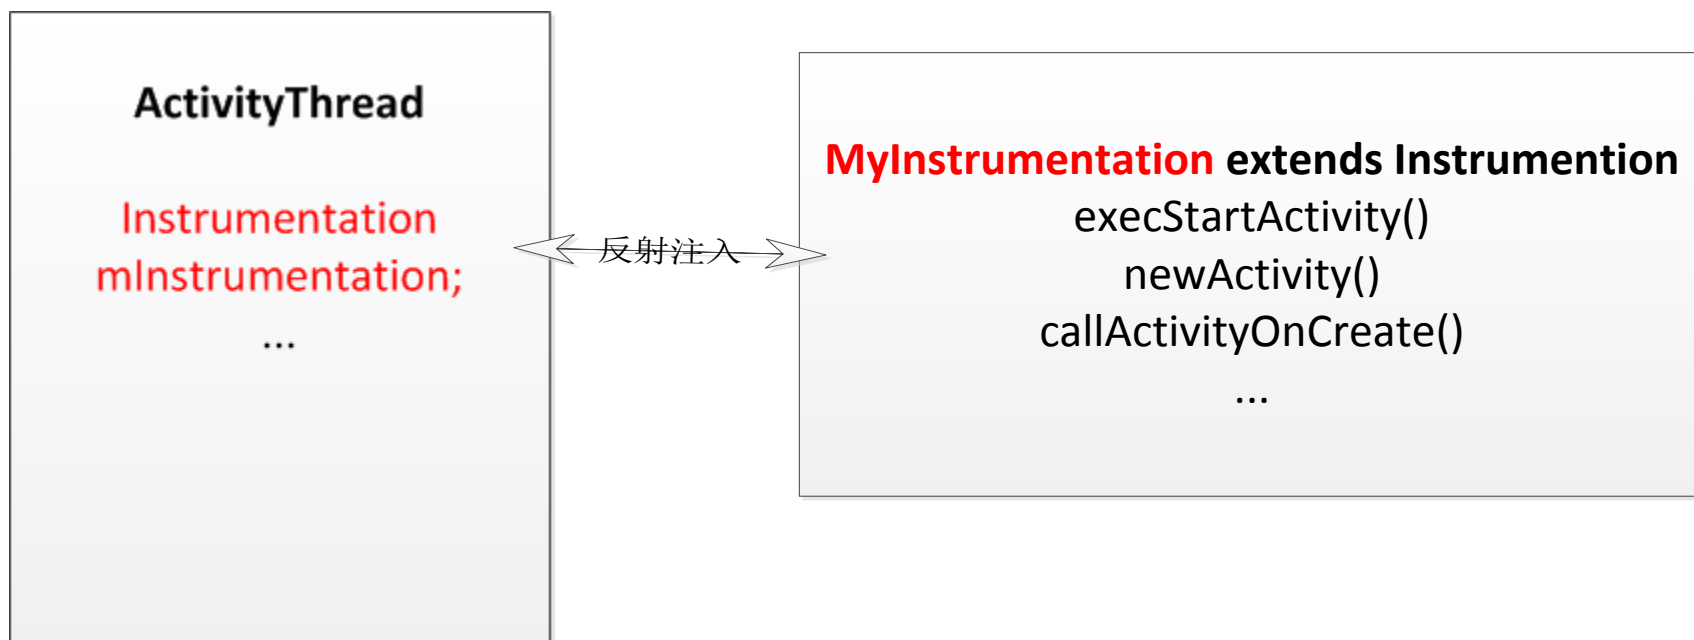 ActivityThread
Instrumentation
mInstrumentation;
...
反射注入
MyInstrumentation extends Instrumention
execStartActivity()
newActivity()
callActivityOnCreate()
...